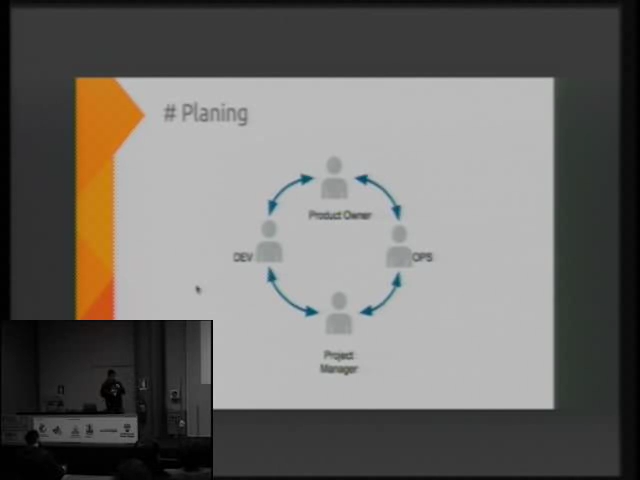 # Planing
Product Owner
DEV
OPS
Project
Manager